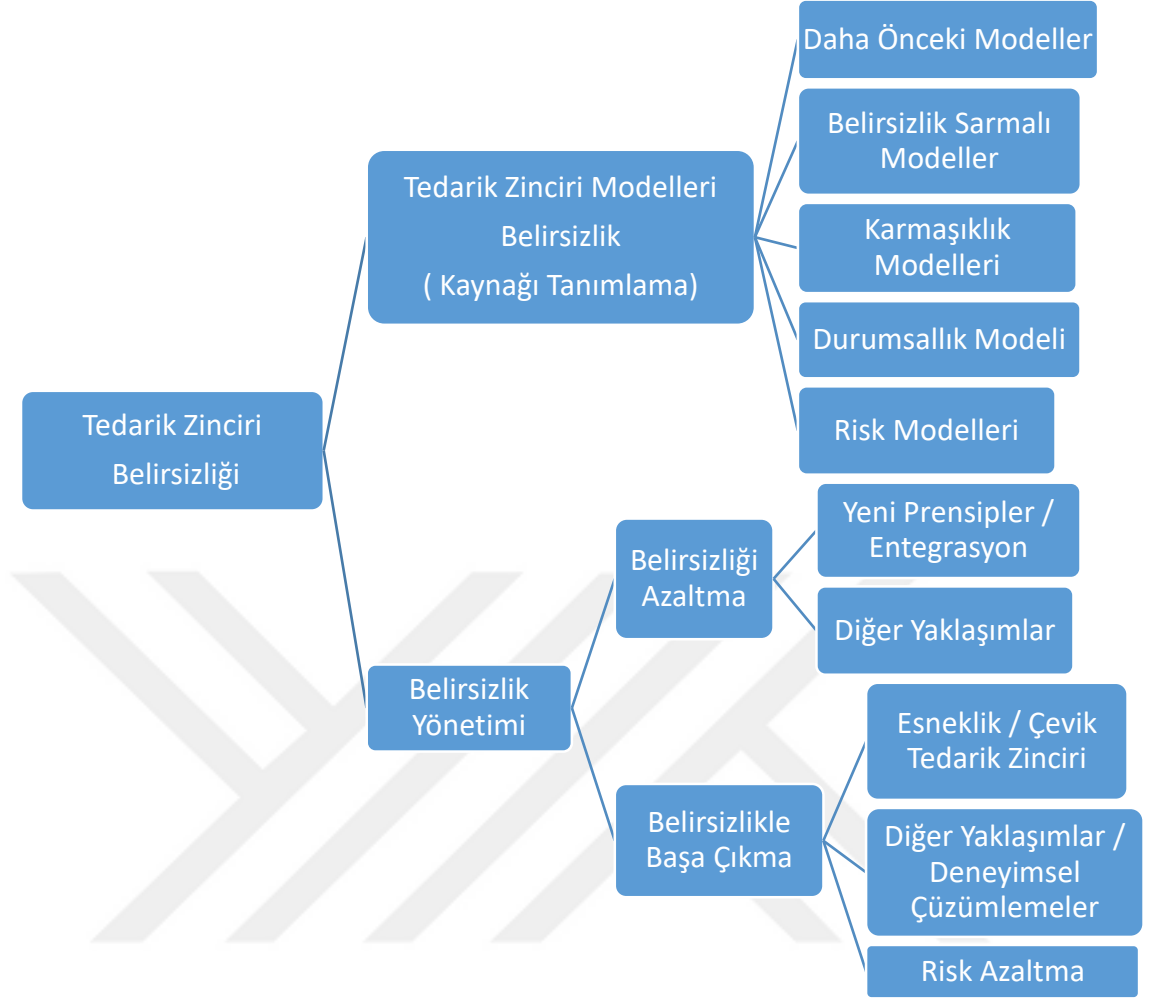 Tedarik Zinciri
Belirsizliği
Tedarik Zinciri Modelleri
Belirsizlik
( Kaynağı Tanımlama)
Daha Önceki Modeller
Belirsizlik Sarmalı
Modeller
Karmaşıklık
Modelleri
Durumsallık Modeli
Risk Modelleri
Belirsizlik
Yönetimi
Belirsizliği
Azaltma
Yeni Prensipler /
Entegrasyon
Diğer Yaklaşımlar
Belirsizlikle
Başa Çıkma
Esneklik / Çevik
Tedarik Zinciri
Diğer Yaklaşımlar /
Deneyimsel
Çüzümlemeler
Risk Azaltma